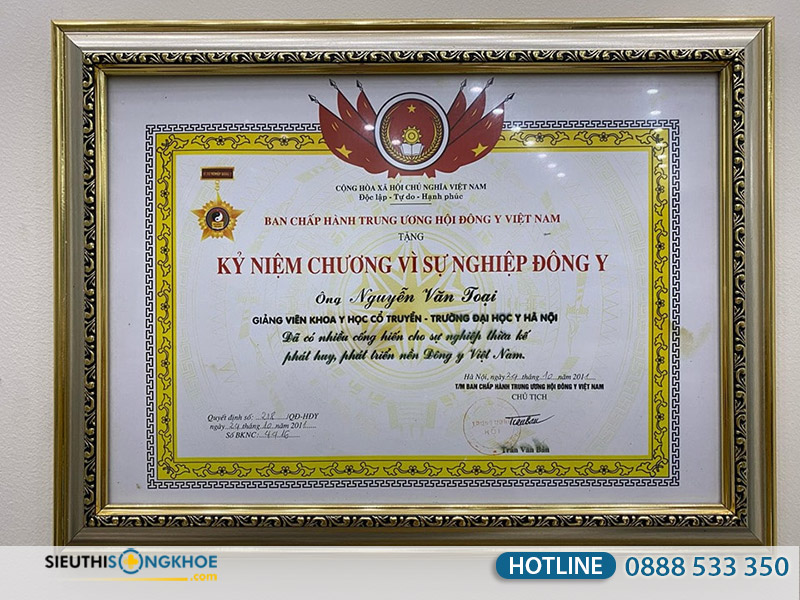 CỘNG HÒA XÃ HỘI CHỦ NGHĨA VIỆT NAM
Độc lập - Tự do - Hạnh phúc
BAN CHẤP HÀNH TRUNG ƯƠNG HỘI ĐÔNG Y VIỆT NAM
TẶNG
KỶ NIỆM CHƯƠNG VÌ SỰ NGHIỆP ĐÔNG Y
Ông Nguyễn Văn Toại
GIẢNG VIÊN KHOA Y HỌC CỔ TRUYỀN - TRƯỜNG ĐẠI HỌC Y HÀ NỘI
Đã có nhiều cống hiến cho sự nghiệp thừa kế
phát huy, phát triển nền Đông y Việt Nam.
Hà Nội, ngày 24 tháng 10 năm 2011
T/M BAN CHẤP HÀNH TRUNG ƯƠNG HỘI ĐÔNG Y VIỆT NAM
CHỦ TỊCH
Quyết định số: 218 /QĐ-HĐY
ngày 24 tháng 10 năm 2011
Số BKNC: 4416
Trần Văn Bản
SIEUTHISONGKHOE
.com
HOTLINE 0888 533 350